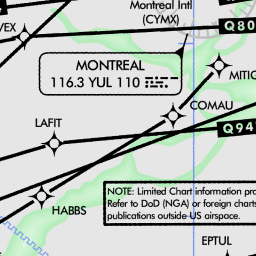 Montreal Intl
(CYMX)
VEX
Q80
MONTREAL
116.3 YUL 110
MITIG
COMAU
LAFIT
Q94
HABBS
NOTE: Limited Chart information pro
Refer to DoD (NGA) or foreign charts
publications outside US airspace.
EPTUL